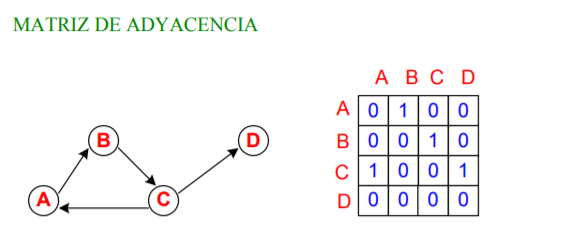 MATRIZ DE ADYACENCIA
A B C D
A 0 1 0 0
B 0 0 1 0
C 1 0 0 1
D 0 0 0 0
B
D
A
C